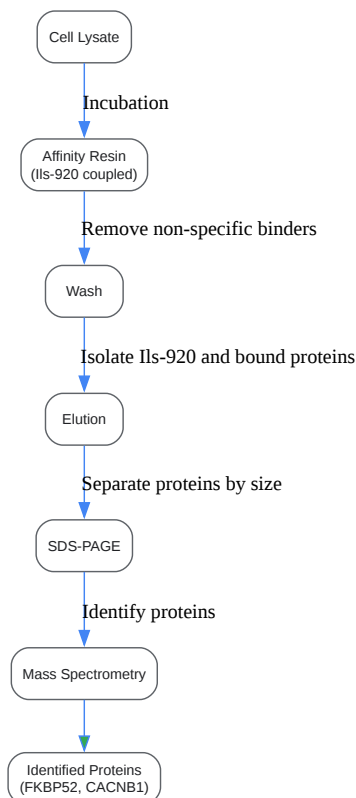 Cell Lysate
Incubation
Affinity Resin
(Ils-920 coupled)
Remove non-specific binders
Wash
Isolate Ils-920 and bound proteins
Elution
Separate proteins by size
SDS-PAGE
Identify proteins
Mass Spectrometry
Identified Proteins
(FKBP52, CACNB1)